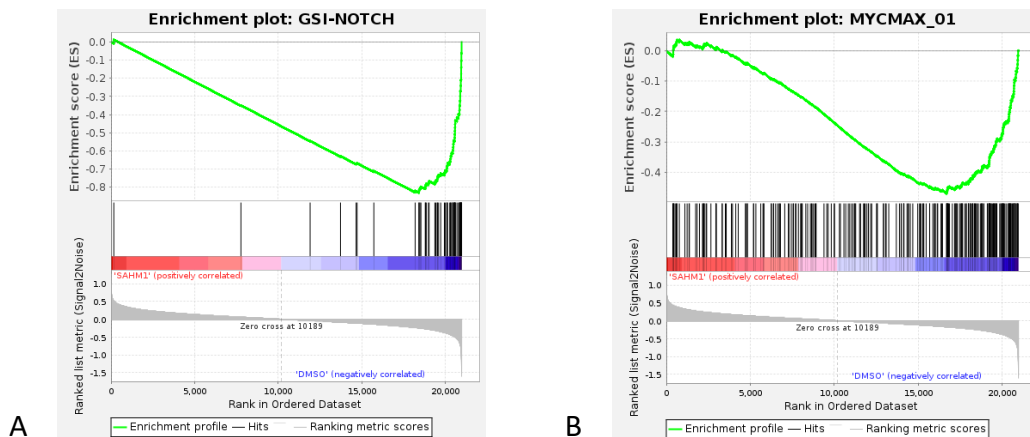 Enrichment plot: GSI-NOTCH
Enrichment score (ES)
0.0
-0.1
-0.2
-0.3
-0.4
-0.5
-0.6
-0.7
-0.8
'SAHM1' (positively correlated)
Ranked list metric (Signal2Noise)
1.0
0.5
0.0
-0.5
-1.0
-1.5
Zero cross at 10189
'DMSO' (negatively correlated)
0
5,000
10,000
15,000
20,000
Rank in Ordered Dataset
Enrichment profile
Hits
Ranking metric scores
A
Enrichment plot: MYCMAX_01
Enrichment score (ES)
0.0
-0.1
-0.2
-0.3
-0.4
'SAHM1' (positively correlated)
Ranked list metric (Signal2Noise)
1.0
0.5
0.0
-0.5
-1.0
-1.5
Zero cross at 10189
'DMSO' (negatively correlated)
0
5,000
10,000
15,000
20,000
Rank in Ordered Dataset
Enrichment profile
Hits
Ranking metric scores
B